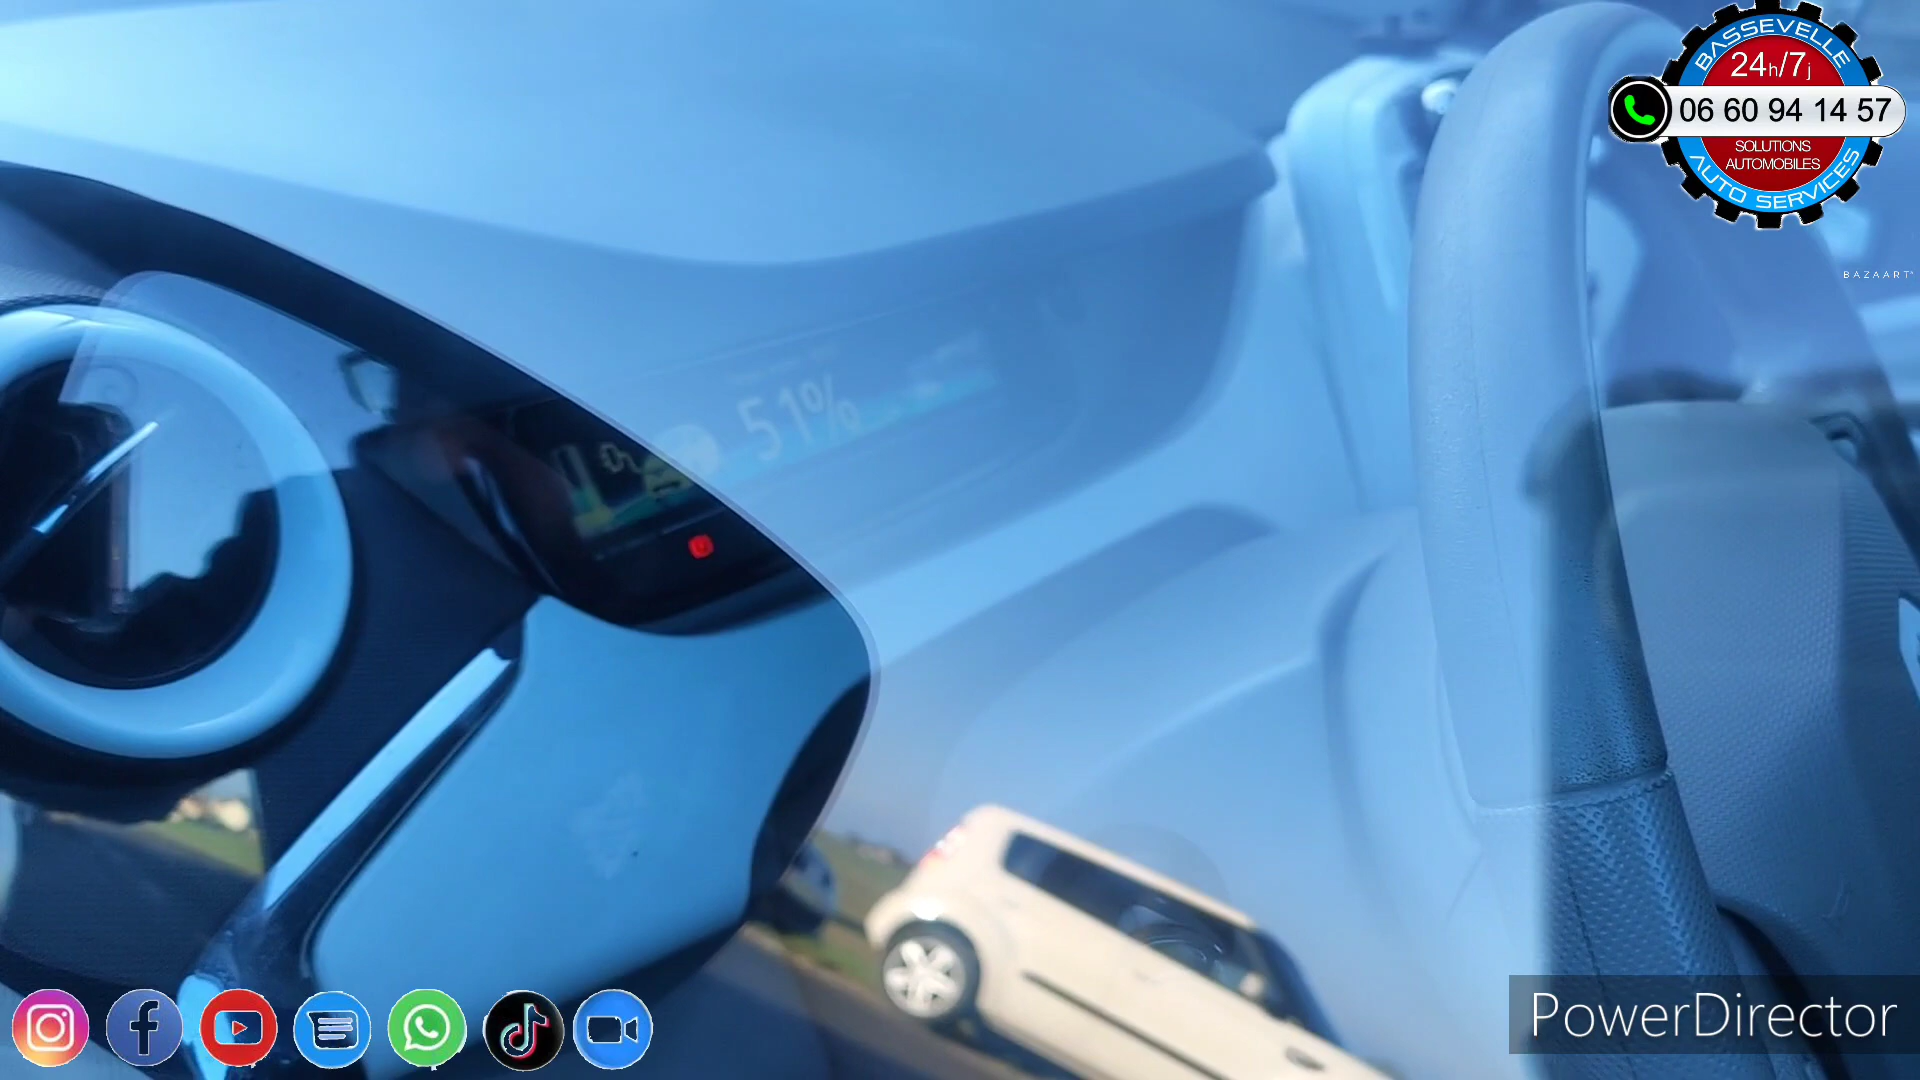 BASSEVELLE
24h/7j
06 60 94 14 57
SOLUTIONS
AUTOMOBILES
AUTO SERVICES
BAZAART
51%
PowerDirector